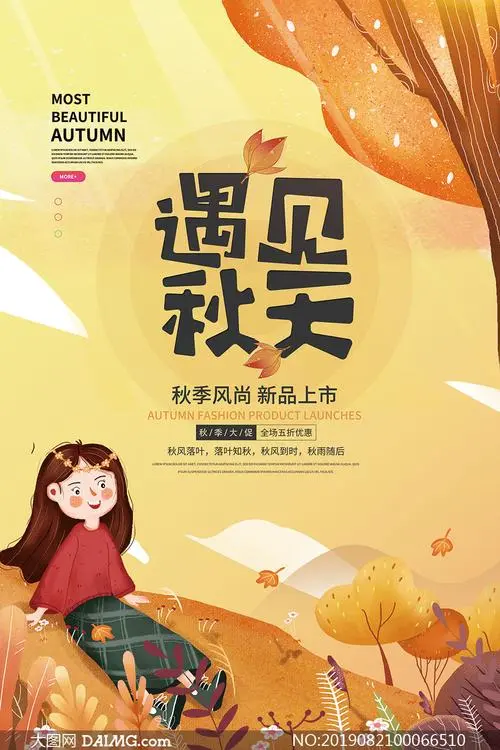 MOST
BEAUTIFUL
AUTUMN
MORE+
遇见
秋天
秋季风尚 新品上市
AUTUMN FASHION PRODUCT LAUNCHES
秋/季/大/促 全场五折优惠
秋风落叶，落叶知秋，秋风到时，秋雨随后
大图网 DAIMG.com
NO:2019082100066510